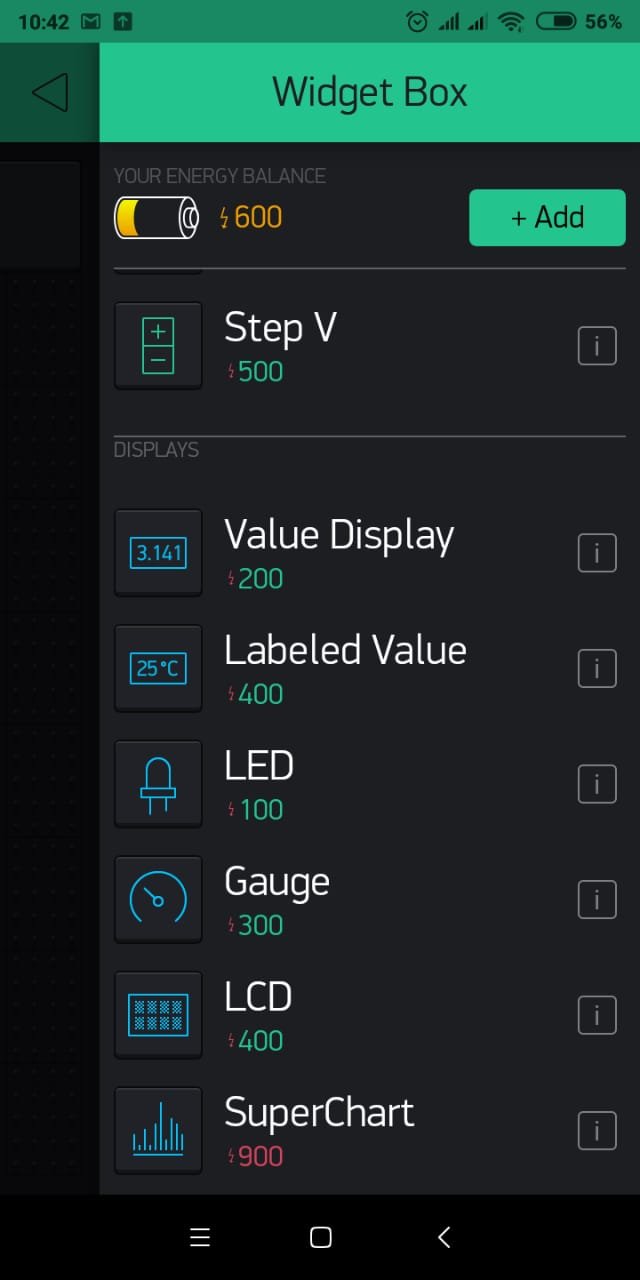 10:42
56%
Widget Box
YOUR ENERGY BALANCE
600
+ Add
Step V
500
DISPLAYS
3.141
Value Display
200
25°C
Labeled Value
400
LED
100
Gauge
300
LCD
400
SuperChart
900